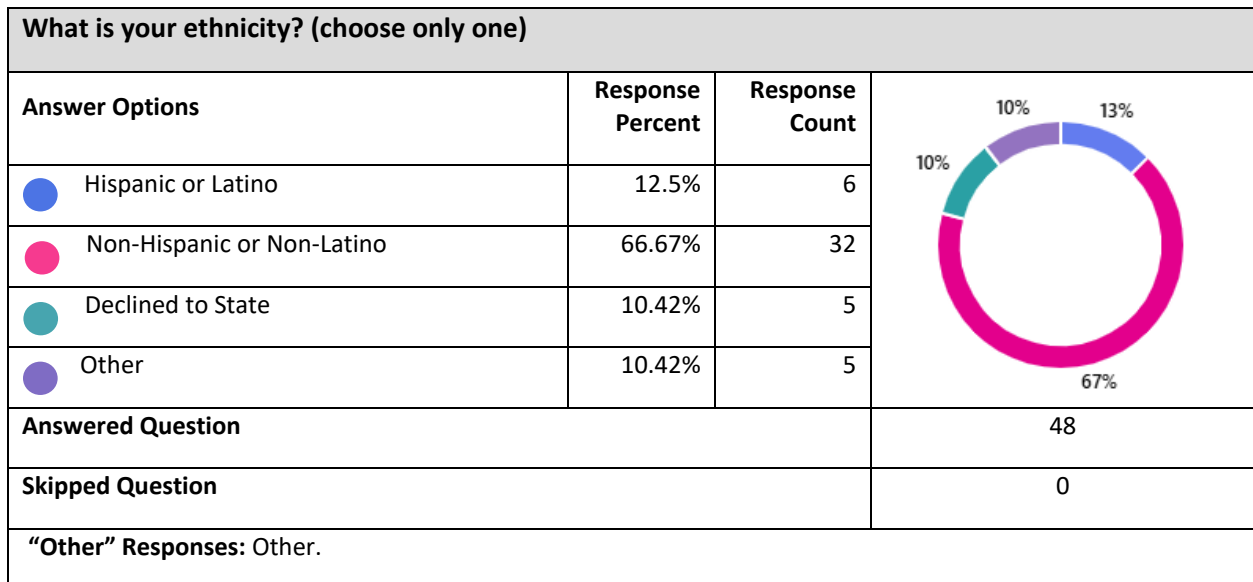 What is your ethnicity? (choose only one)
Answer Options
Response Percent
Response Count
Hispanic or Latino 12.5% 6
Non-Hispanic or Non-Latino 66.67% 32
Declined to State 10.42% 5
Other 10.42% 5
10% 13%
10%
67%
Answered Question 48
Skipped Question 0
“Other” Responses: Other.